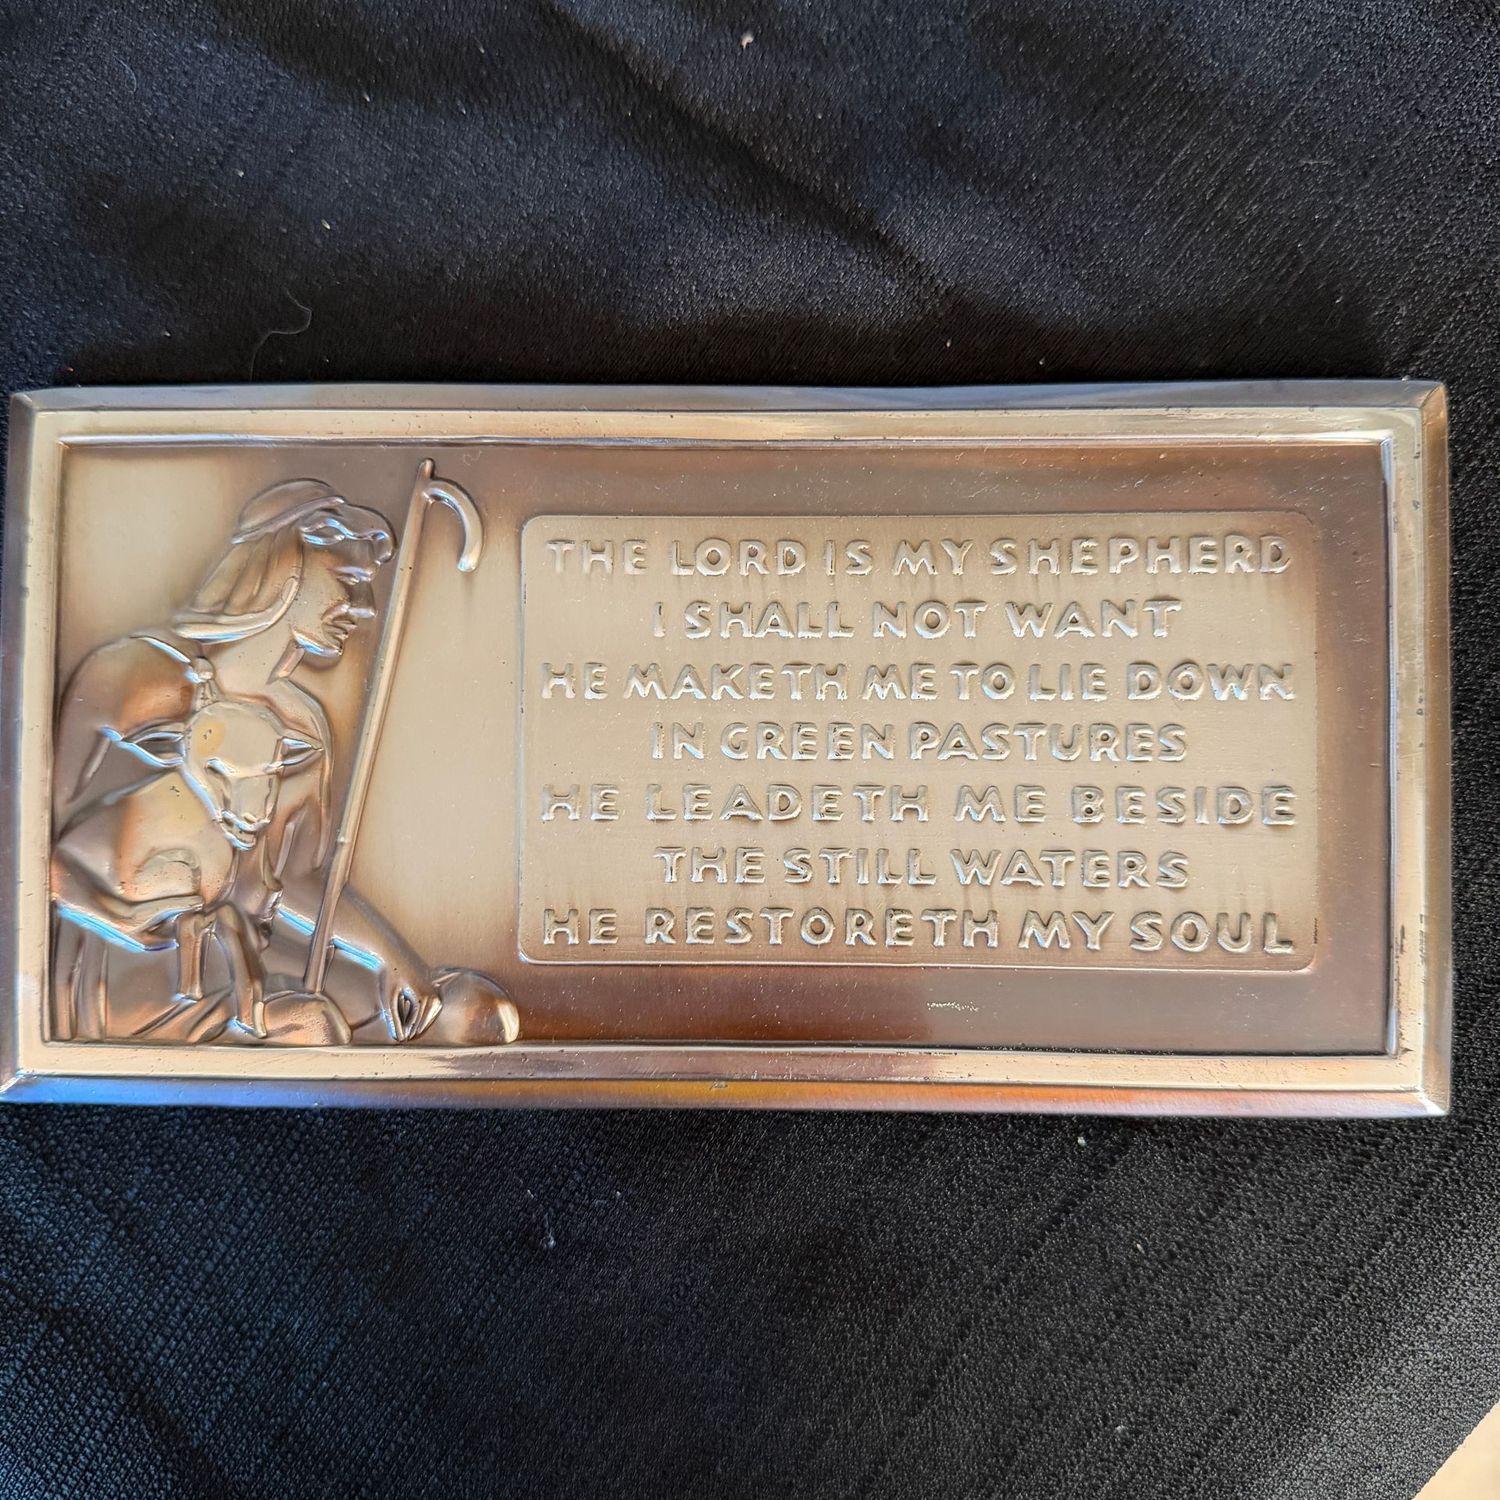 THE LORD IS MY SHEPHERD
I SHALL NOT WANT
HE MAKETH ME TO LIE DOWN
IN GREEN PASTURES
HE LEADETH ME BESIDE
THE STILL WATERS
HE RESTORETH MY SOUL